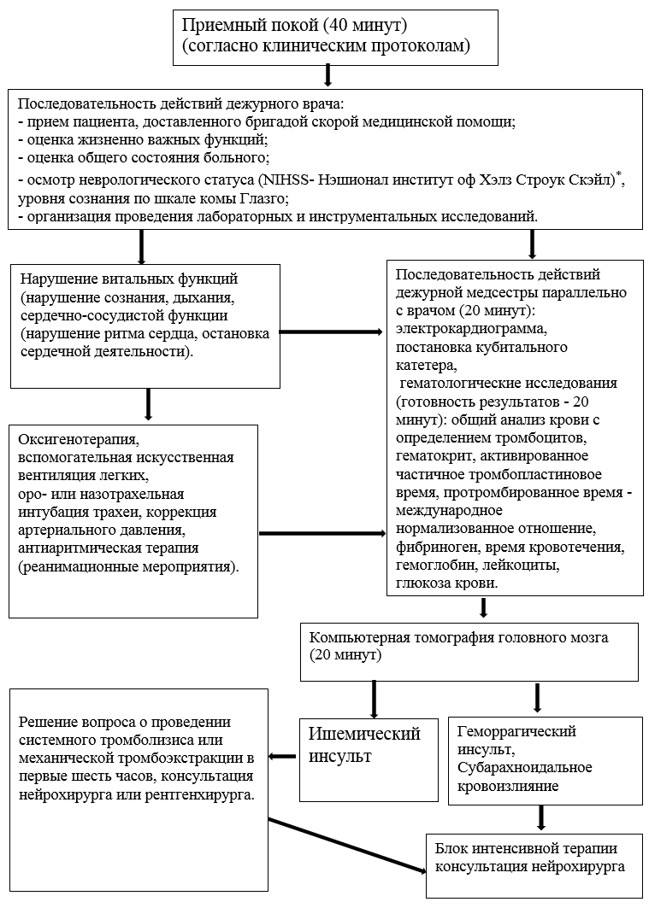 Приемный покой (40 минут)
(согласно клиническим протоколам)
Последовательность действий дежурного врача:
- прием пациента, доставленного бригадой скорой медицинской помощи;
- оценка жизненно важных функций;
- оценка общего состояния больного;
- осмотр неврологического статуса (NIHSS- Нэшионал институт оф Хэлз Строук Скэйл)*,
уровня сознания по шкале комы Глазго;
- организация проведения лабораторных и инструментальных исследований.
Нарушение витальных функций
(нарушение сознания, дыхания,
сердечно-сосудистой функции
(нарушение ритма сердца, остановка
сердечной деятельности).
Последовательность действий
дежурной медсестры параллельно
с врачом (20 минут):
электрокардиограмма,
постановка кубитального
катетера,
гематологические исследования
(готовность результатов - 20
минут): общий анализ крови с
определением тромбоцитов,
гематокрит, активированное
частичное тромбопластиновое
время, протромбированное время -
международное
нормализованное отношение,
фибриноген, время кровотечения,
гемоглобин, лейкоциты,
глюкоза крови.
Оксигенотерапия,
вспомогательная искусственная
вентиляция легких,
оро- или назотрахельная
интубация трахеи, коррекция
артериального давления,
антиаритмическая терапия
(реанимационные мероприятия).
Компьютерная томография головного мозга
(20 минут)
Решение вопроса о проведении
системного тромболизиса или
механической тромбоэкстракции в
первые шесть часов, консультация
нейрохирурга или рентгенхирурга.
Ишемический
инсульт
Геморрагический
инсульт,
Субарахноидальное
кровоизлияние
Блок интенсивной терапии
консультация нейрохирурга